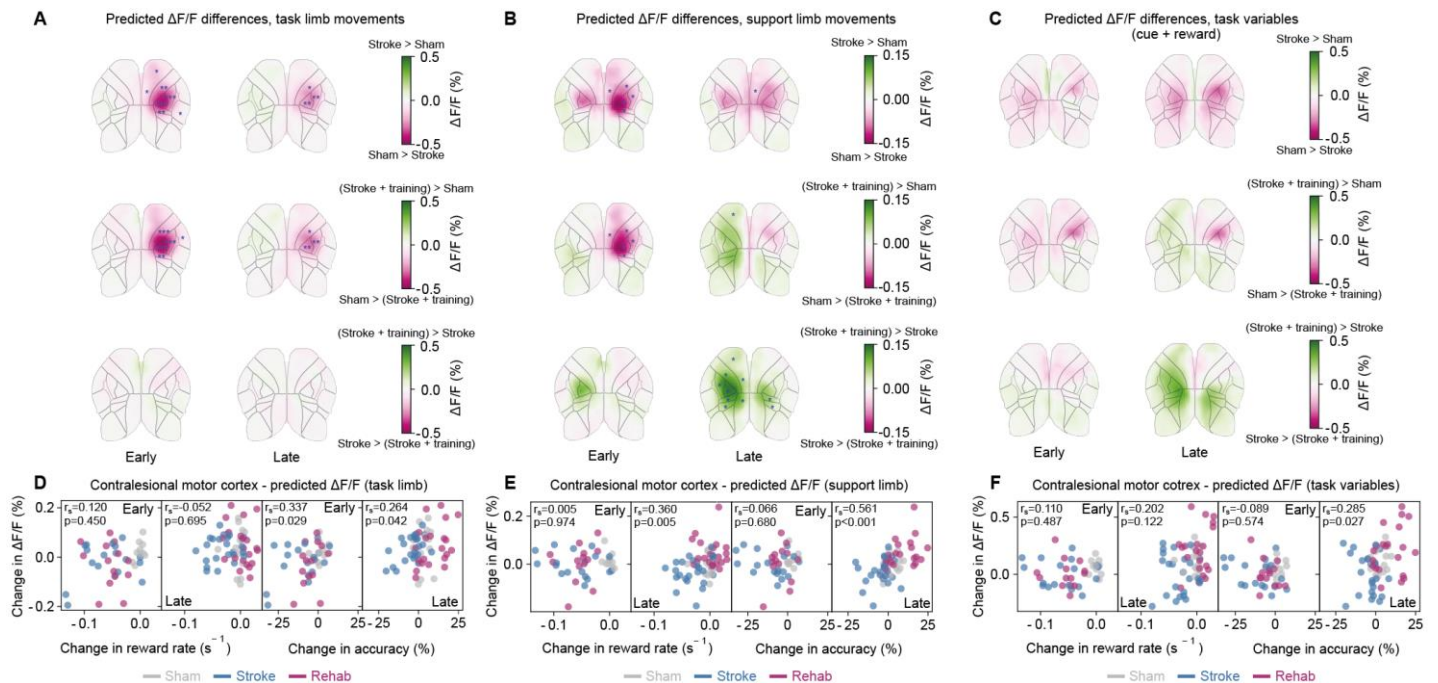 A Predicted ΔF/F differences, task limb movements
Stroke > Sham
0.5
0.0
-0.5
ΔF/F (%)
Sham > Stroke
(Stroke + training) > Sham
0.5
0.0
-0.5
ΔF/F (%)
Sham > (Stroke + training)
(Stroke + training) > Stroke
0.5
0.0
-0.5
ΔF/F (%)
Stroke > (Stroke + training)
Early Late
B Predicted ΔF/F differences, support limb movements
Stroke > Sham
0.15
0.00
-0.15
ΔF/F (%)
Sham > Stroke
(Stroke + training) > Sham
0.15
0.00
-0.15
ΔF/F (%)
Sham > (Stroke + training)
(Stroke + training) > Stroke
0.15
0.00
-0.15
ΔF/F (%)
Stroke > (Stroke + training)
Early Late
C Predicted ΔF/F differences, task variables
(cue + reward)
Stroke > Sham
0.5
0.0
-0.5
ΔF/F (%)
Sham > Stroke
(Stroke + training) > Sham
0.5
0.0
-0.5
ΔF/F (%)
Sham > (Stroke + training)
(Stroke + training) > Stroke
0.5
0.0
-0.5
ΔF/F (%)
Stroke > (Stroke + training)
Early Late
D Contralesional motor cortex - predicted ΔF/F (task limb)
Change in ΔF/F (%)
0.2
0.0
-0.2
rs=0.120 Early rs=-0.052 rs=0.337 Early rs=0.264
p=0.450 p=0.695 p=0.029 p=0.042
Late Late
-0.1 0.0 -0.1 0.0 -25 0 25 -25 0 25
Change in reward rate (s⁻¹) Change in accuracy (%)
Sham Stroke Rehab
E Contralesional motor cortex - predicted ΔF/F (support limb)
Change in ΔF/F (%)
0.2
0.0
-0.2
rs=0.005 Early rs=0.360 rs=0.066 Early rs=0.561
p=0.974 p=0.005 p=0.680 p<0.001
Late Late
-0.1 0.0 -0.1 0.0 -25 0 25 -25 0 25
Change in reward rate (s⁻¹) Change in accuracy (%)
Sham Stroke Rehab
F Contralesional motor cotrex - predicted ΔF/F (task variables)
Change in ΔF/F (%)
0.5
0.0
rs=0.110 Early rs=-0.202 rs=-0.089 Early rs=0.285
p=0.487 p=0.122 p=0.574 p=0.027
Late Late
-0.1 0.0 -0.1 0.0 -25 0 25 -25 0 25
Change in reward rate (s⁻¹) Change in accuracy (%)
Sham Stroke Rehab